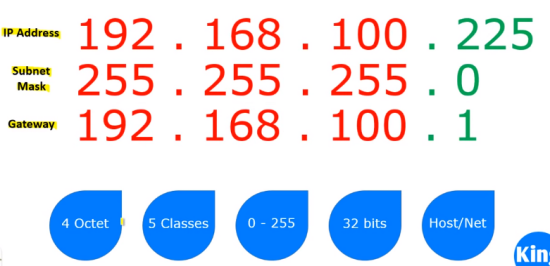 IP Address 192 . 168 . 100 . 225
Subnet Mask 255 . 255 . 255 . 0
Gateway 192 . 168 . 100 . 1
4 Octet 5 Classes 0 - 255 32 bits Host/Net